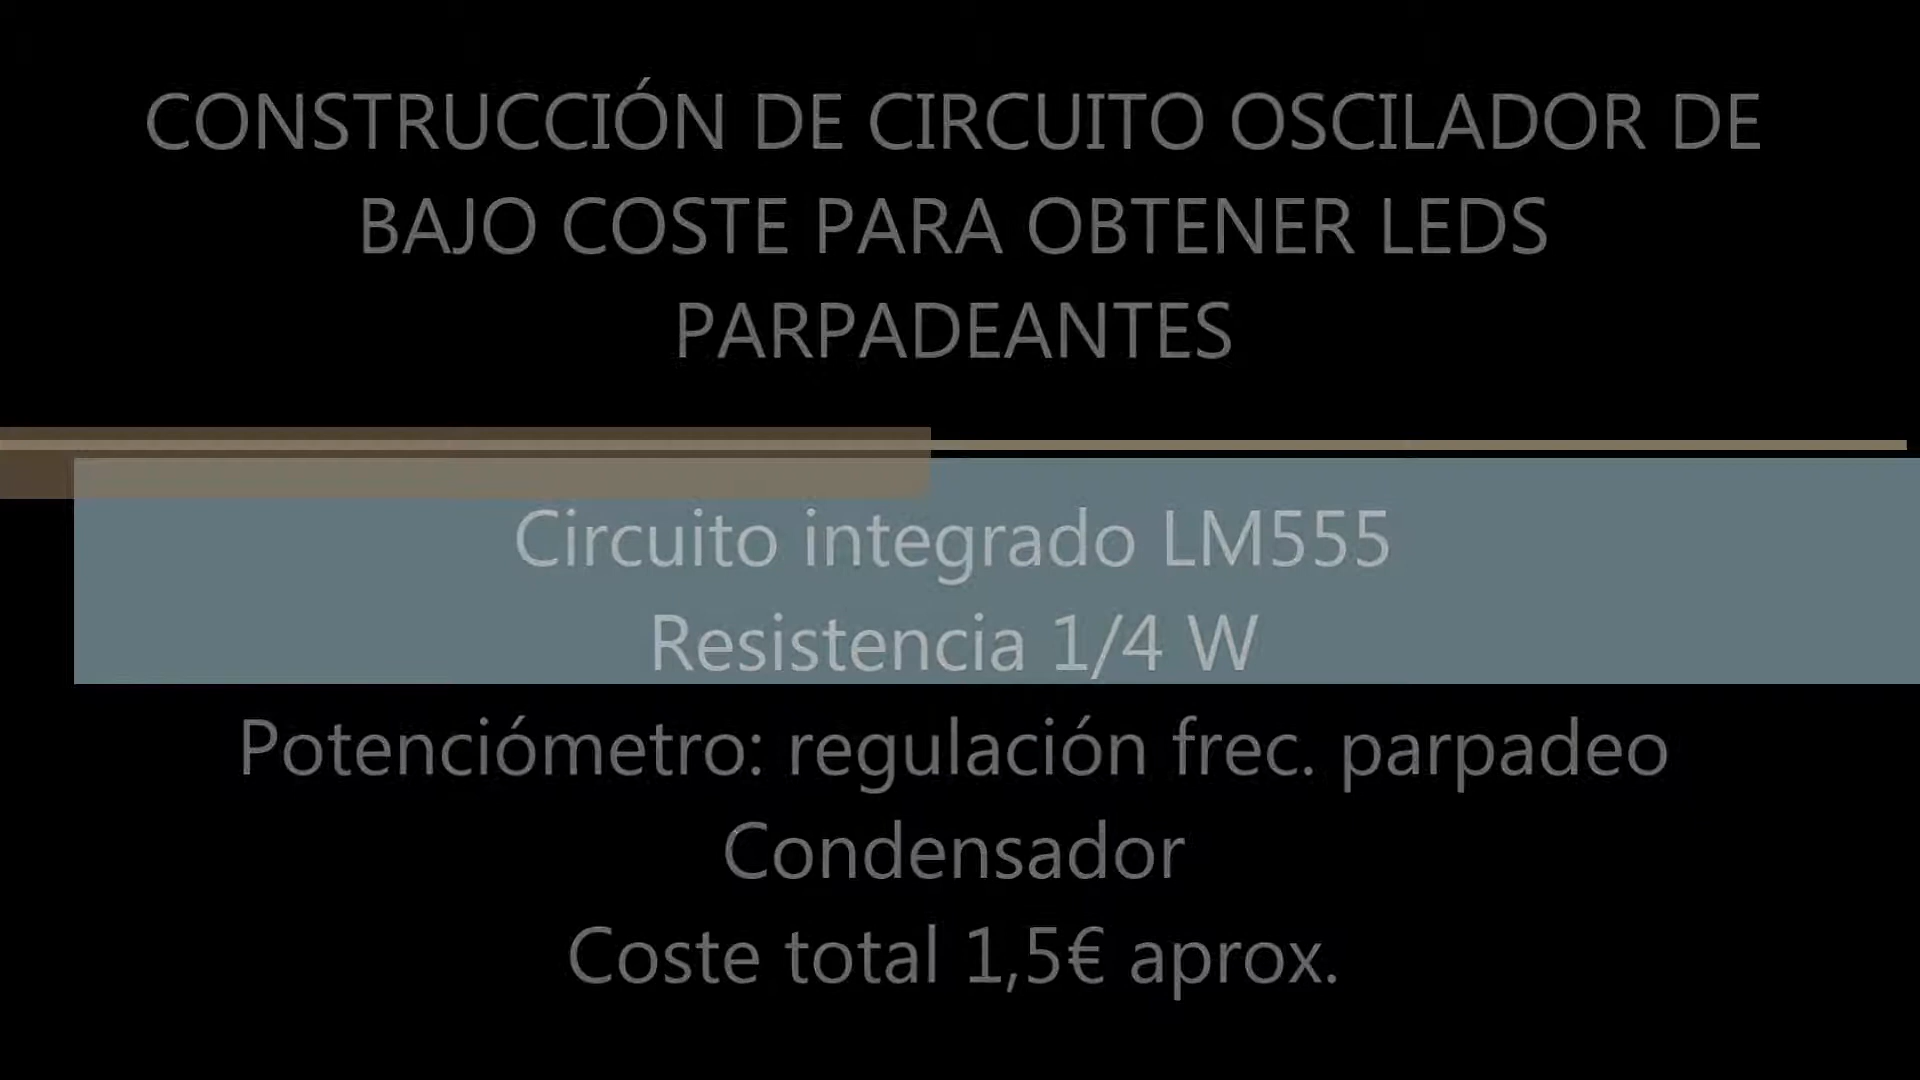 CONSTRUCCIÓN DE CIRCUITO OSCILADOR DE
BAJO COSTE PARA OBTENER LEDS
PARPADEANTES
Circuito integrado LM555
Resistencia 1/4 W
Potenciómetro: regulación frec. parpadeo
Condensador
Coste total 1,5€ aprox.